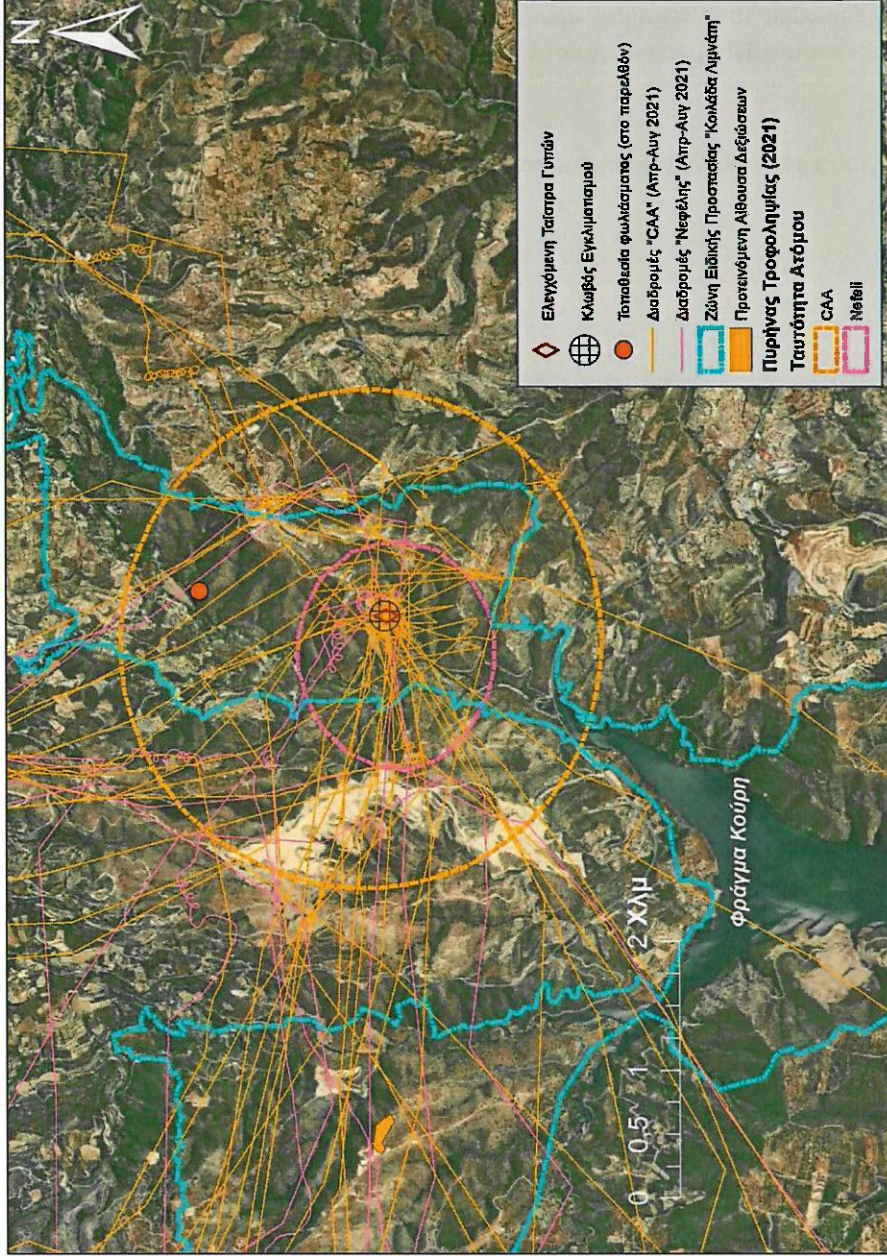 N
Ελεγχόμενη Ταΐστρα Γυπών
Κλωβός Εγκλιματισμού
Τοποθεσία φωλιάσματος (στο παρελθόν)
Διαδρομές "CAA" (Απρ-Αυγ 2021)
Διαδρομές "Νεφέλης" (Απρ-Αυγ 2021)
Ζώνη Ειδικής Προστασίας "Κοιλάδα Λιμνάτη"
Προτεινόμενη Αίθουσα Δεξιώσεων
Πυρήνας Τροφοληψίας (2021)
Ταυτότητα Ατόμου
CAA
Nefeli
0 0,5 1 2 Χλμ
Φράγμα Κούρη